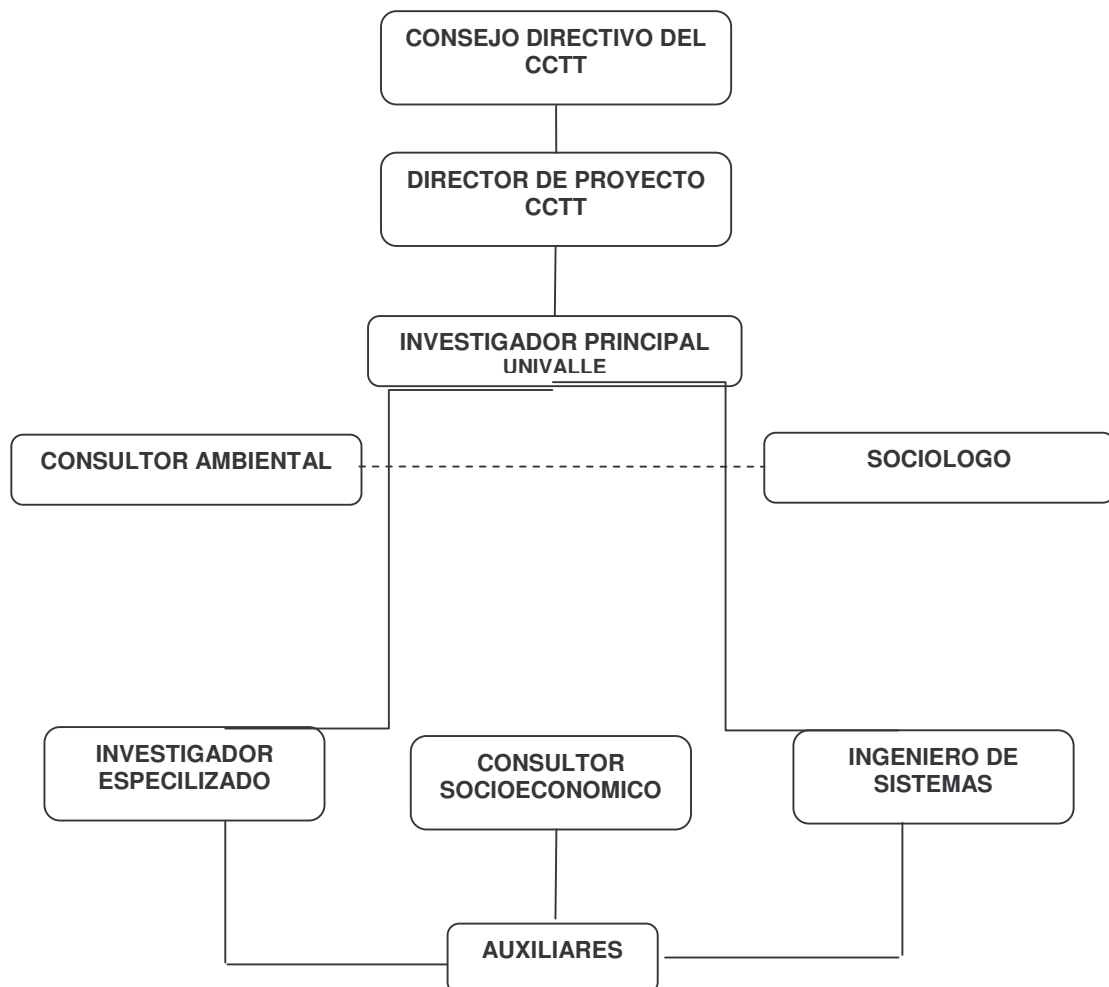 CONSEJO DIRECTIVO DEL
CCTT
DIRECTOR DE PROYECTO
CCTT
INVESTIGADOR PRINCIPAL
UNIVALLE
CONSULTOR AMBIENTAL
SOCIOLOGO
INVESTIGADOR
ESPECILIZADO
CONSULTOR
SOCIOECONOMICO
INGENIERO DE
SISTEMAS
AUXILIARES